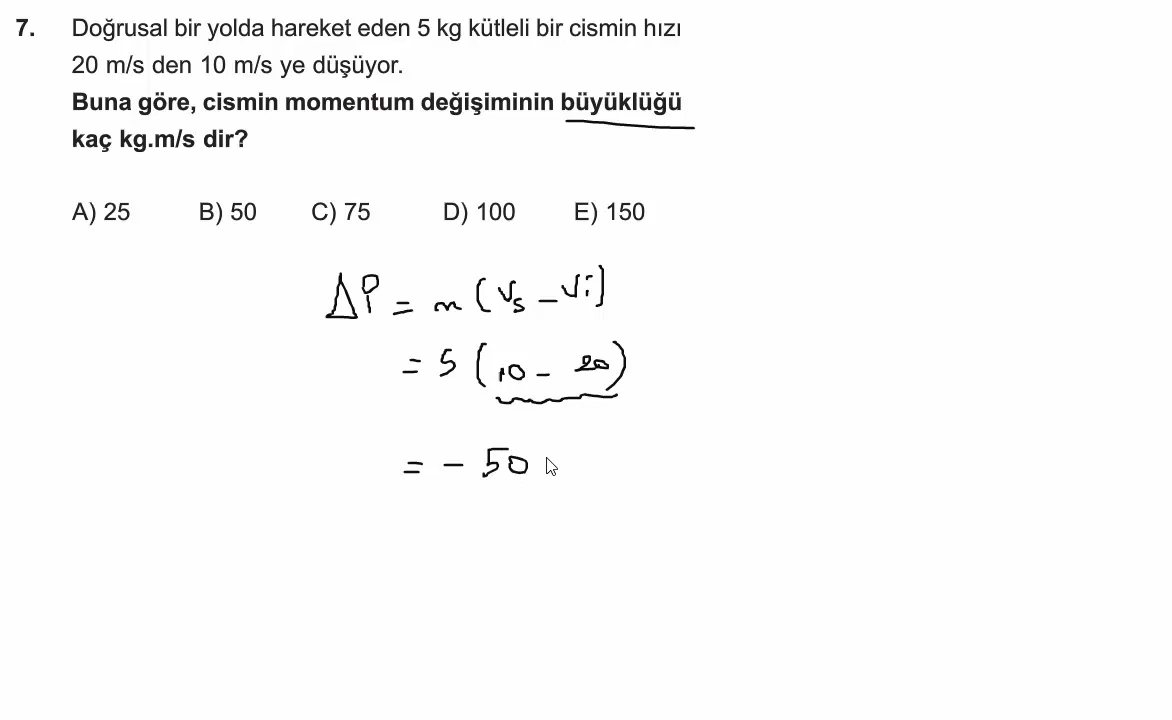 7. Doğrusal bir yolda hareket eden 5 kg kütleli bir cismin hızı
20 m/s den 10 m/s ye düşüyor.
Buna göre, cismin momentum değişiminin büyüklüğü
kaç kg.m/s dir?
A) 25 B) 50 C) 75 D) 100 E) 150
ΔP = m (Vs - Vi)
= 5 (10 - 20)
= - 50